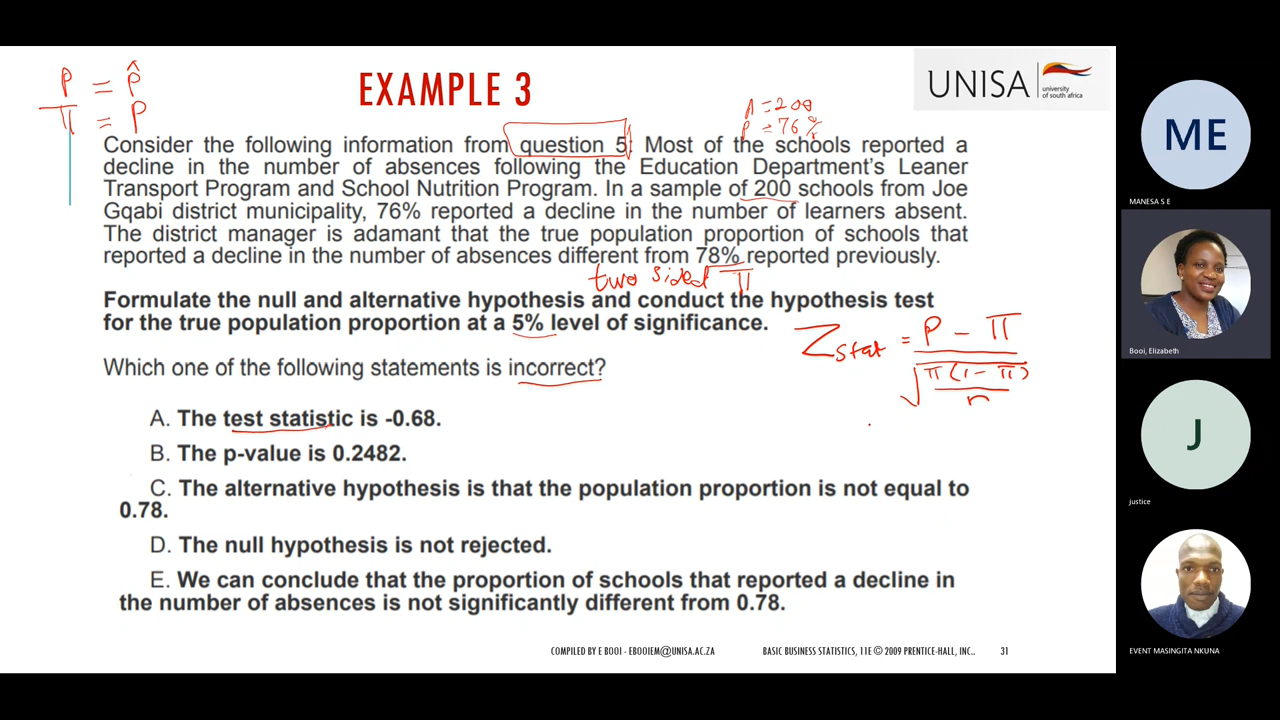 p = p̂
π = p
EXAMPLE 3
UNISA
university
of south africa
n = 200
p = 76%
Consider the following information from question 5: Most of the schools reported a
decline in the number of absences following the Education Department's Leaner
Transport Program and School Nutrition Program. In a sample of 200 schools from Joe
Gqabi district municipality, 76% reported a decline in the number of learners absent.
The district manager is adamant that the true population proportion of schools that
reported a decline in the number of absences different from 78% reported previously.
two sided π
Formulate the null and alternative hypothesis and conduct the hypothesis test
for the true population proportion at a 5% level of significance.
Zstat = p - π
√π(1-π)
n
Which one of the following statements is incorrect?
A. The test statistic is -0.68.
B. The p-value is 0.2482.
C. The alternative hypothesis is that the population proportion is not equal to
0.78.
D. The null hypothesis is not rejected.
E. We can conclude that the proportion of schools that reported a decline in
the number of absences is not significantly different from 0.78.
COMPILED BY E BOOI - EBOOIEM@UNISA.AC.ZA
BASIC BUSINESS STATISTICS, 11E © 2009 PRENTICE-HALL, INC..
31
ME
MANESA S E
Booi, Elizabeth
J
justice
EVENT MASINGITA NKUNA